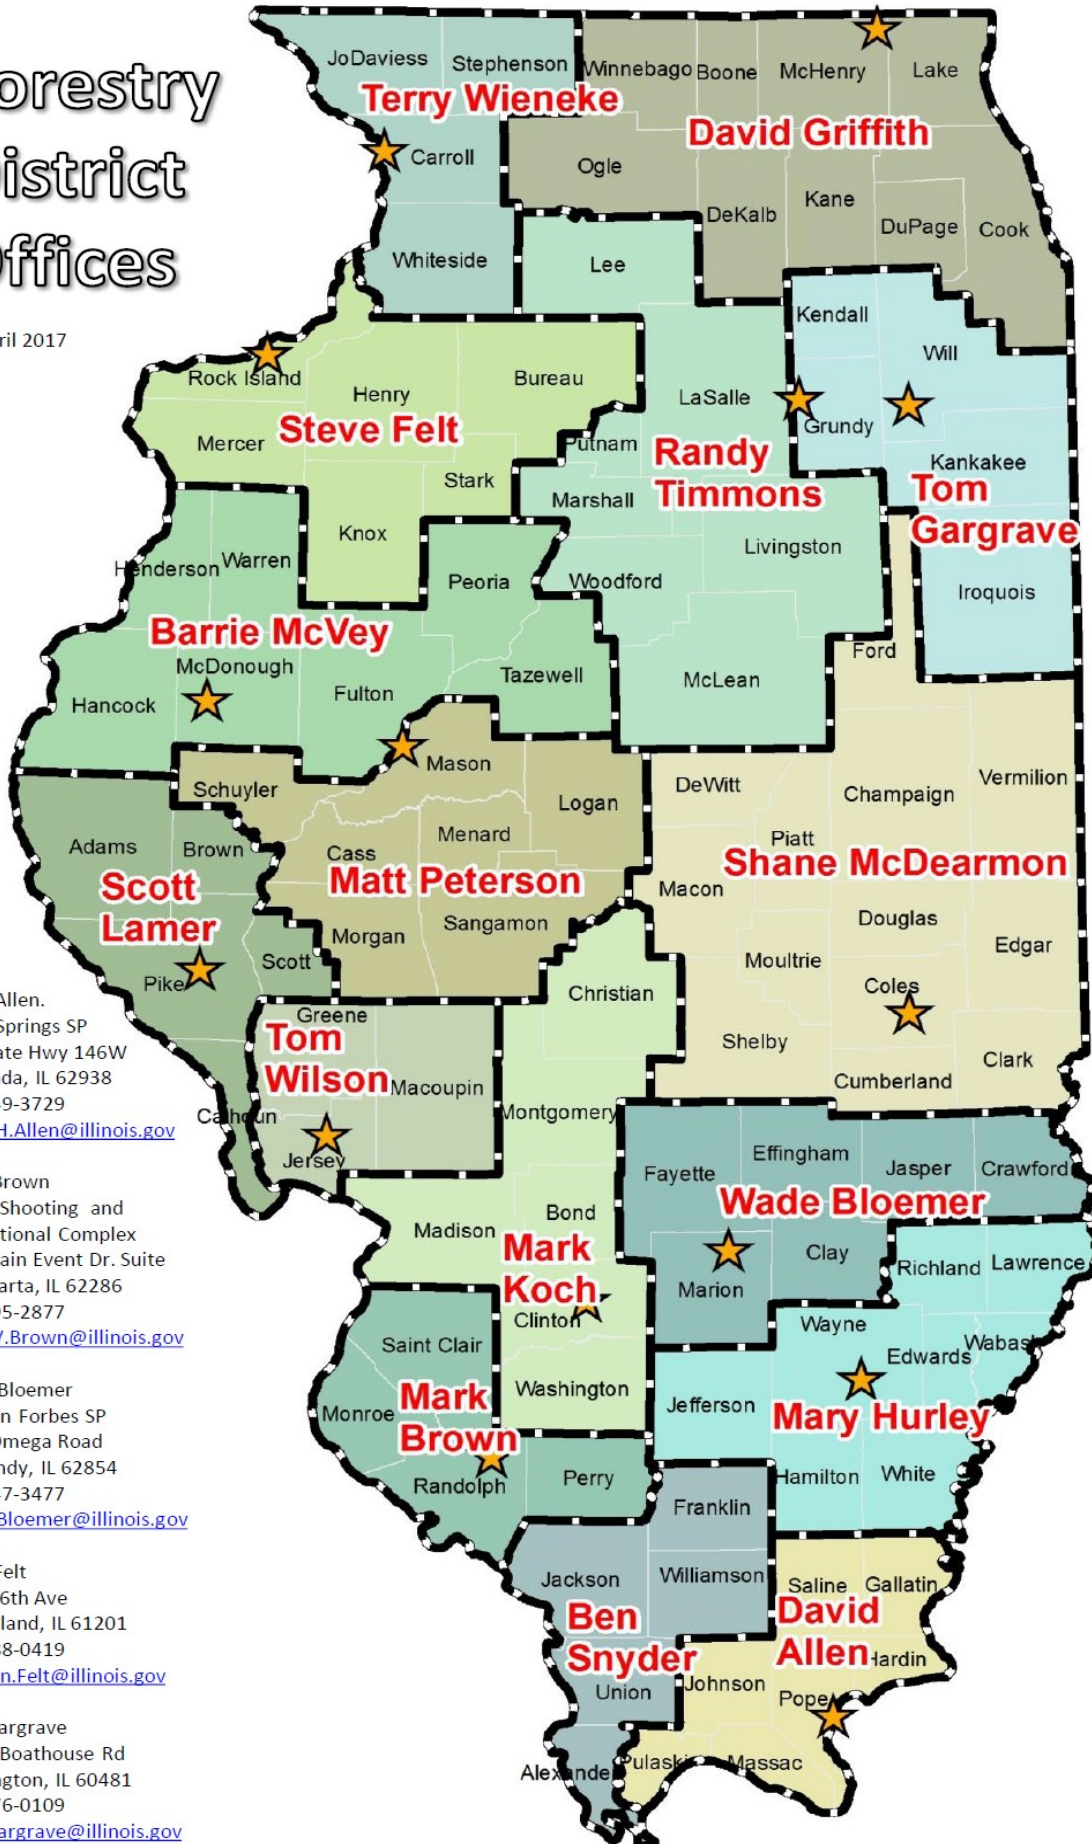 orestry
istrict
ffices
ril 2017
JoDaviess
Stephenson
Winnebago
Boone
McHenry
Lake
Terry Wieneke
David Griffith
Carroll
Ogle
DeKalb
Kane
DuPage
Cook
Whiteside
Lee
Kendall
Will
Rock Island
Henry
Bureau
LaSalle
Grundy
Mercer
Steve Felt
Putnam
Randy
Timmons
Kankakee
Tom
Gargrave
Stark
Marshall
Knox
Livingston
Henderson
Warren
Peoria
Woodford
Iroquois
Barrie McVey
Ford
McDonough
Hancock
Fulton
Tazewell
McLean
Mason
Schuyler
Logan
DeWitt
Champaign
Vermilion
Adams
Brown
Menard
Piatt
Cass
Shane McDearmon
Scott
Lamer
Matt Peterson
Macon
Morgan
Sangamon
Douglas
Edgar
Scott
Pike
Moultrie
Christian
Coles
Greene
Tom
Wilson
Shelby
Clark
Macoupin
Cumberland
Calhoun
Montgomery
Jersey
Effingham
Fayette
Jasper
Crawford
Wade Bloemer
Madison
Bond
Mark
Koch
Clay
Marion
Richland
Lawrence
Clinton
Wayne
Saint Clair
Edwards
Wabas
Washington
Jefferson
Mary Hurley
Mark
Brown
Monroe
Randolph
Perry
Hamilton
White
Franklin
Jackson
Williamson
Saline
Gallatin
Ben
Snyder
David
Allen
Hardin
Union
Johnson
Pope
Alexande
Pulaski
Massac
Allen.
Springs SP
ate Hwy 146W
da, IL 62938
9-3729
H.Allen@illinois.gov
Brown
Shooting and
tional Complex
ain Event Dr. Suite
arta, IL 62286
95-2877
V.Brown@illinois.gov
Bloemer
n Forbes SP
Omega Road
ndy, IL 62854
47-3477
Bloemer@illinois.gov
Felt
6th Ave
land, IL 61201
38-0419
n.Felt@illinois.gov
argrave
Boathouse Rd
gton, IL 60481
76-0109
argrave@illinois.gov